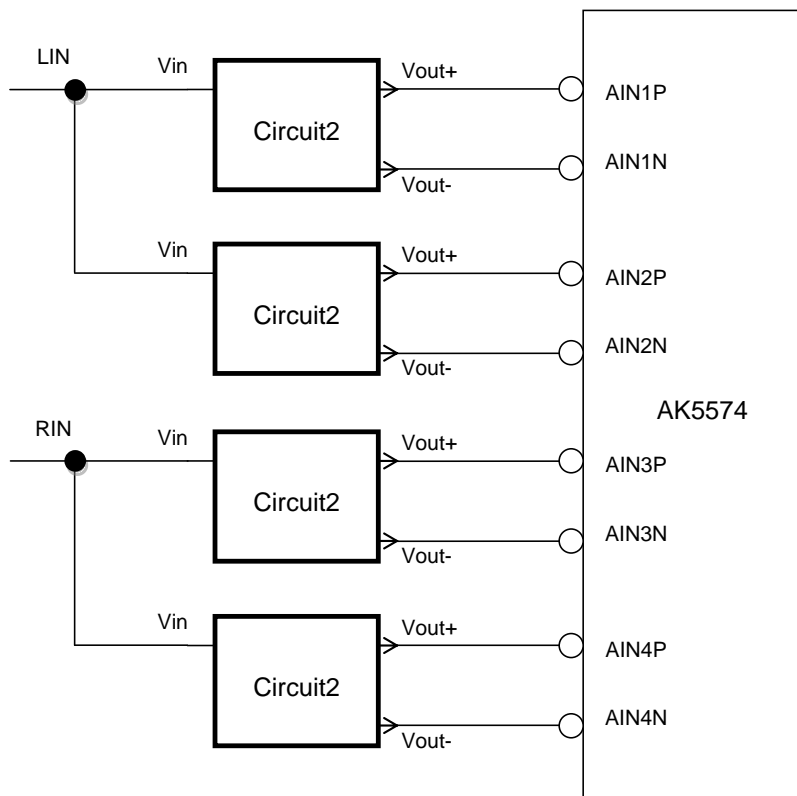 LIN
Vin
Circuit2
Vout+
Vout-
AIN1P
AIN1N
Vin
Circuit2
Vout+
Vout-
AIN2P
AIN2N
AK5574
RIN
Vin
Circuit2
Vout+
Vout-
AIN3P
AIN3N
Vin
Circuit2
Vout+
Vout-
AIN4P
AIN4N